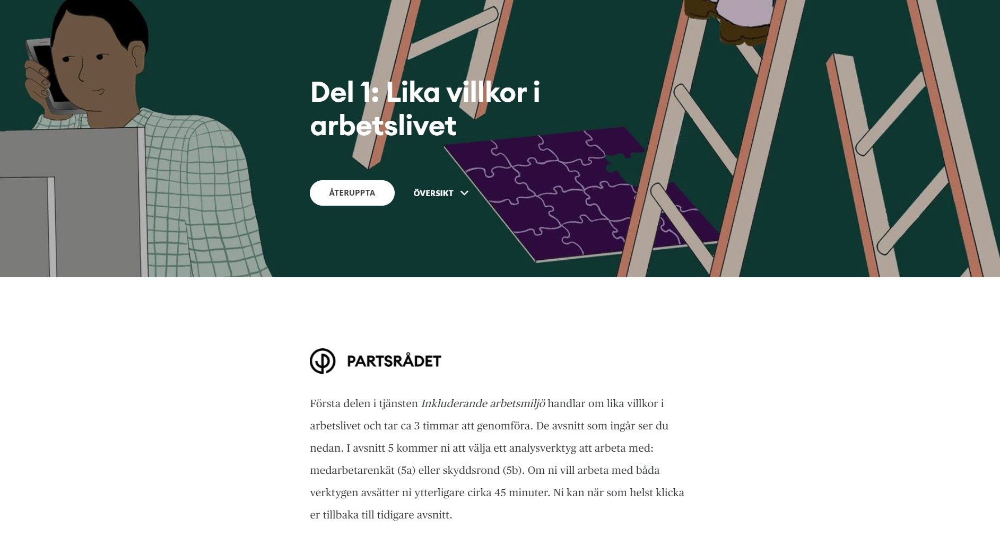 Del 1: Lika villkor i
arbetslivet
ÅTERUPPTA
ÖVERSIKT
PARTSRÅDET
Första delen i tjänsten Inkluderande arbetsmiljö handlar om lika villkor i
arbetslivet och tar ca 3 timmar att genomföra. De avsnitt som ingår ser du
nedan. I avsnitt 5 kommer ni att välja ett analysverktyg att arbeta med:
medarbetarenkät (5a) eller skyddsrond (5b). Om ni vill arbeta med båda
verktygen avsätter ni ytterligare cirka 45 minuter. Ni kan när som helst klicka
er tillbaka till tidigare avsnitt.